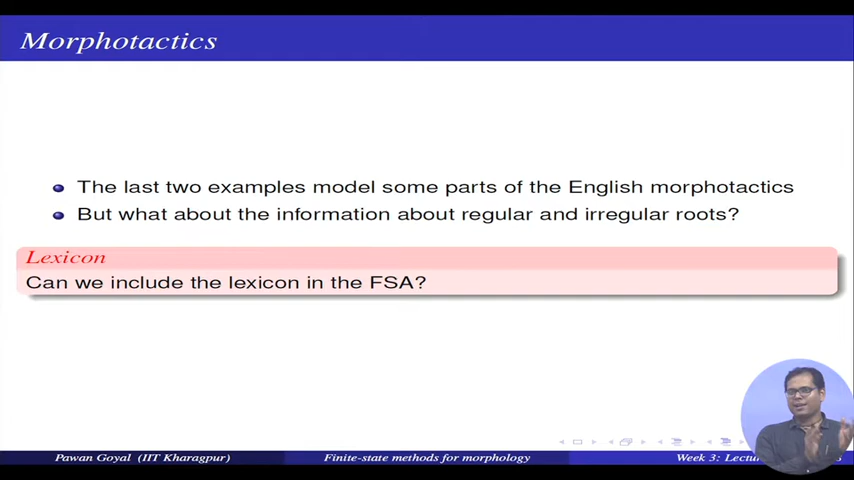 Morphotactics
The last two examples model some parts of the English morphotactics
But what about the information about regular and irregular roots?
Lexicon
Can we include the lexicon in the FSA?
Pawan Goyal (IIT Kharagpur) Finite-state methods for morphology Week 3: